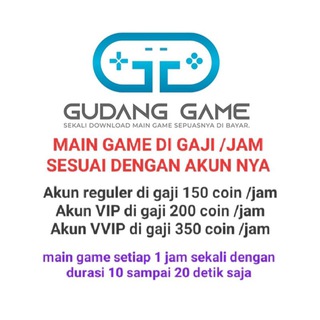 GUDANG GAME
SEKALI DOWNLOAD MAIN GAME SEPUASNYA DI BAYAR.
MAIN GAME DI GAJI /JAM
SESUAI DENGAN AKUN NYA
Akun reguler di gaji 150 coin /jam
Akun VIP di gaji 200 coin /jam
Akun VVIP di gaji 350 coin /jam
main game setiap 1 jam sekali dengan
durasi 10 sampai 20 detik saja